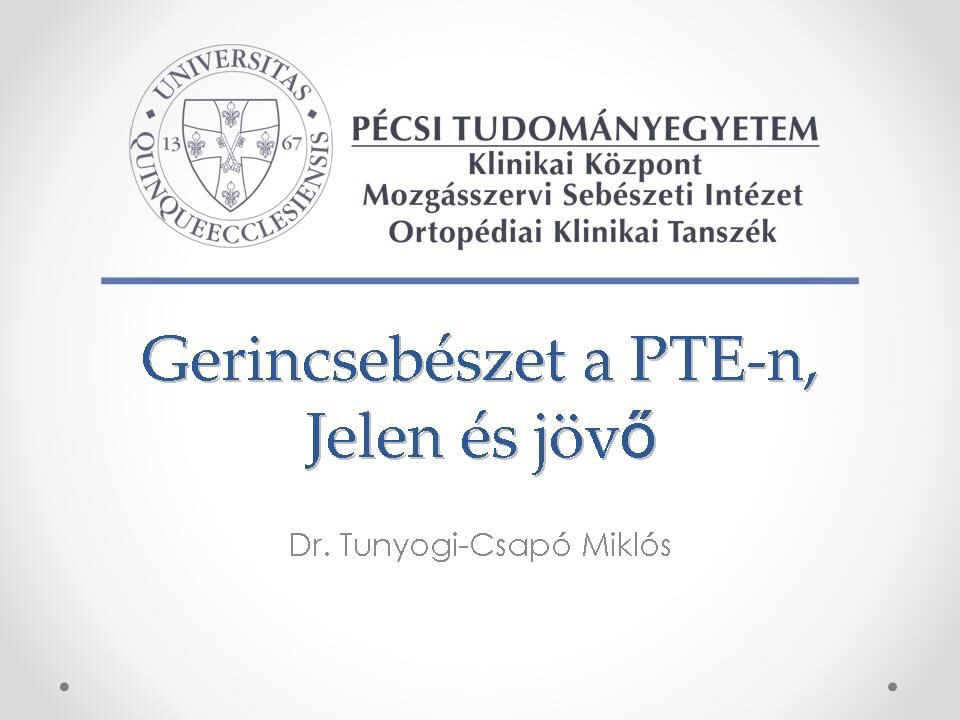 UNIVERSITAS
QUINQUEECCLESIENSIS
13 67
PÉCSI TUDOMÁNYEGYETEM
Klinikai Központ
Mozgásszervi Sebészeti Intézet
Ortopédiai Klinikai Tanszék
Gerincsebészet a PTE-n,
Jelen és jövő
Dr. Tunyogi-Csapó Miklós